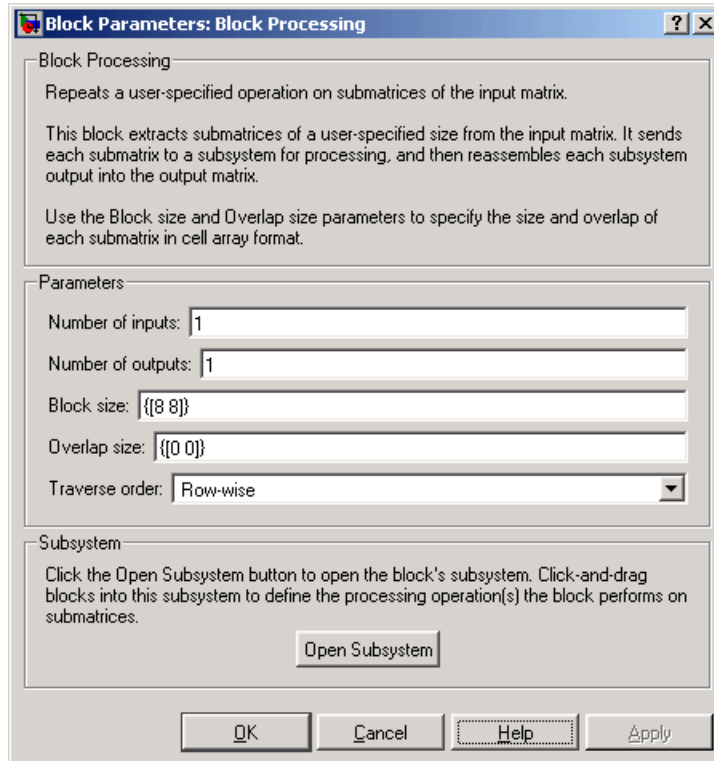 Block Parameters: Block Processing
Block Processing
Repeats a user-specified operation on submatrices of the input matrix.
This block extracts submatrices of a user-specified size from the input matrix. It sends
each submatrix to a subsystem for processing, and then reassembles each subsystem
output into the output matrix.
Use the Block size and Overlap size parameters to specify the size and overlap of
each submatrix in cell array format.
Parameters
Number of inputs: 1
Number of outputs: 1
Block size: {[8 8]}
Overlap size: {[0 0]}
Traverse order: Row-wise
Subsystem
Click the Open Subsystem button to open the block's subsystem. Click-and-drag
blocks into this subsystem to define the processing operation(s) the block performs on
submatrices.
Open Subsystem
OK Cancel Help Apply